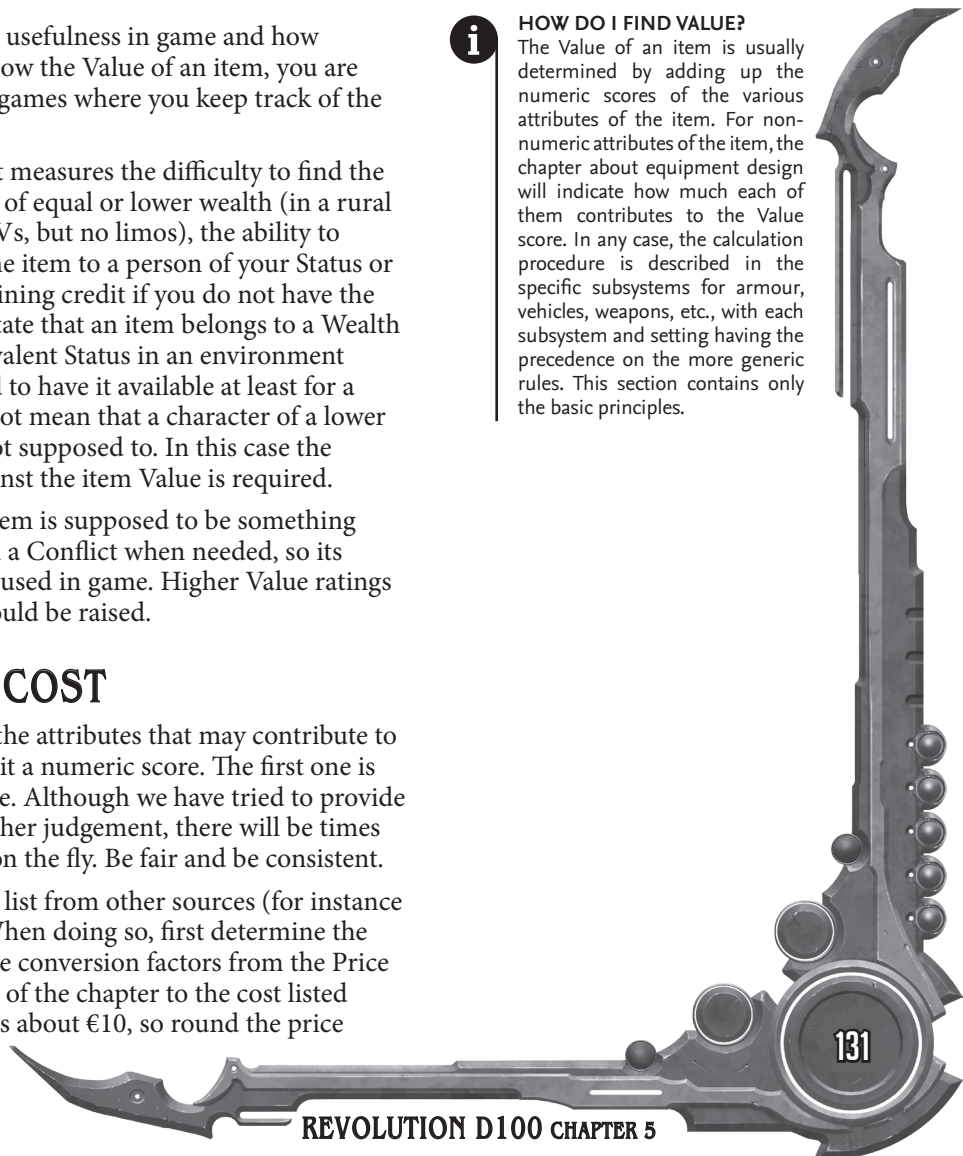 usefulness in game and how
ow the Value of an item, you are
games where you keep track of the
t measures the difficulty to find the
of equal or lower wealth (in a rural
Vs, but no limos), the ability to
ne item to a person of your Status or
ining credit if you do not have the
tate that an item belongs to a Wealth
valent Status in an environment
d to have it available at least for a
ot mean that a character of a lower
ot supposed to. In this case the
inst the item Value is required.
em is supposed to be something
a Conflict when needed, so its
used in game. Higher Value ratings
ould be raised.
COST
the attributes that may contribute to
it a numeric score. The first one is
e. Although we have tried to provide
ther judgement, there will be times
on the fly. Be fair and be consistent.
list from other sources (for instance
When doing so, first determine the
e conversion factors from the Price
of the chapter to the cost listed
s about €10, so round the price
i
HOW DO I FIND VALUE?
The Value of an item is usually
determined by adding up the
numeric scores of the various
attributes of the item. For non-
numeric attributes of the item, the
chapter about equipment design
will indicate how much each of
them contributes to the Value
score. In any case, the calculation
procedure is described in the
specific subsystems for armour,
vehicles, weapons, etc., with each
subsystem and setting having the
precedence on the more generic
rules. This section contains only
the basic principles.
131
REVOLUTION D100 CHAPTER 5